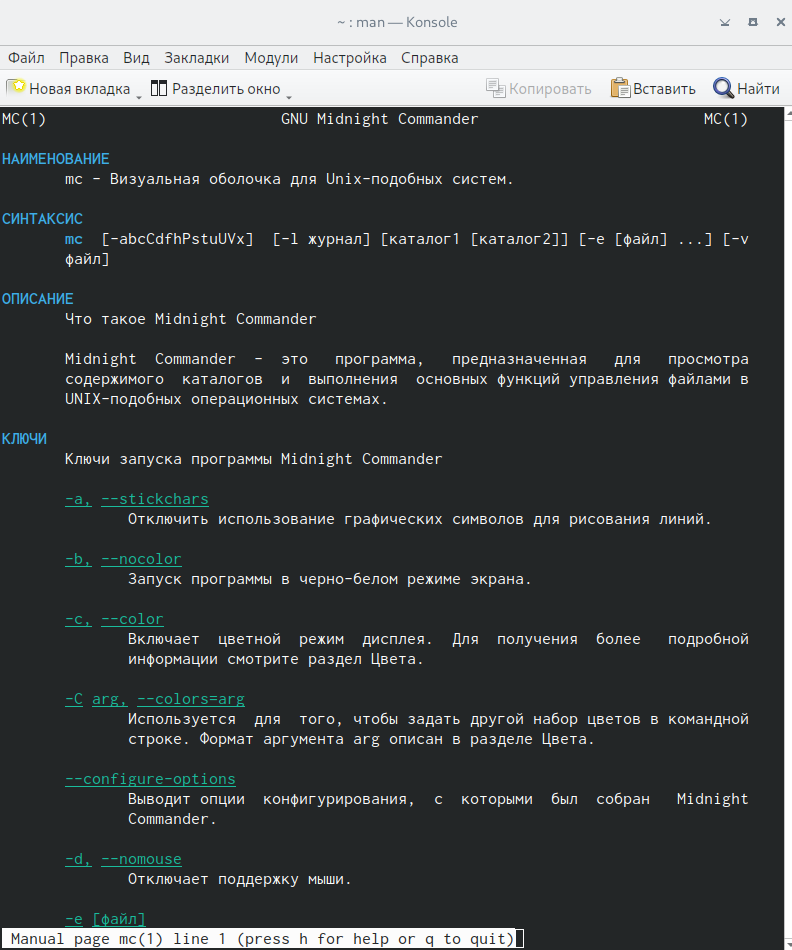 ~ : man — Konsole
Файл Правка Вид Закладки Модули Настройка Справка
Новая вкладка Разделить окно Копировать Вставить Найти
MC(1) GNU Midnight Commander MC(1)
НАИМЕНОВАНИЕ
mc - Визуальная оболочка для Unix-подобных систем.
СИНТАКСИС
mc [-abcCdfhPstuUVx] [-l журнал] [каталог1 [каталог2]] [-e [файл] ...] [-v
файл]
ОПИСАНИЕ
Что такое Midnight Commander
Midnight Commander - это программа, предназначенная для просмотра
содержимого каталогов и выполнения основных функций управления файлами в
UNIX-подобных операционных системах.
КЛЮЧИ
Ключи запуска программы Midnight Commander
-a, --stickchars
Отключить использование графических символов для рисования линий.
-b, --nocolor
Запуск программы в черно-белом режиме экрана.
-c, --color
Включает цветной режим дисплея. Для получения более подробной
информации смотрите раздел Цвета.
-C arg, --colors=arg
Используется для того, чтобы задать другой набор цветов в командной
строке. Формат аргумента arg описан в разделе Цвета.
--configure-options
Выводит опции конфигурирования, с которыми был собран Midnight
Commander.
-d, --nomouse
Отключает поддержку мыши.
-e [файл]
Manual page mc(1) line 1 (press h for help or q to quit)